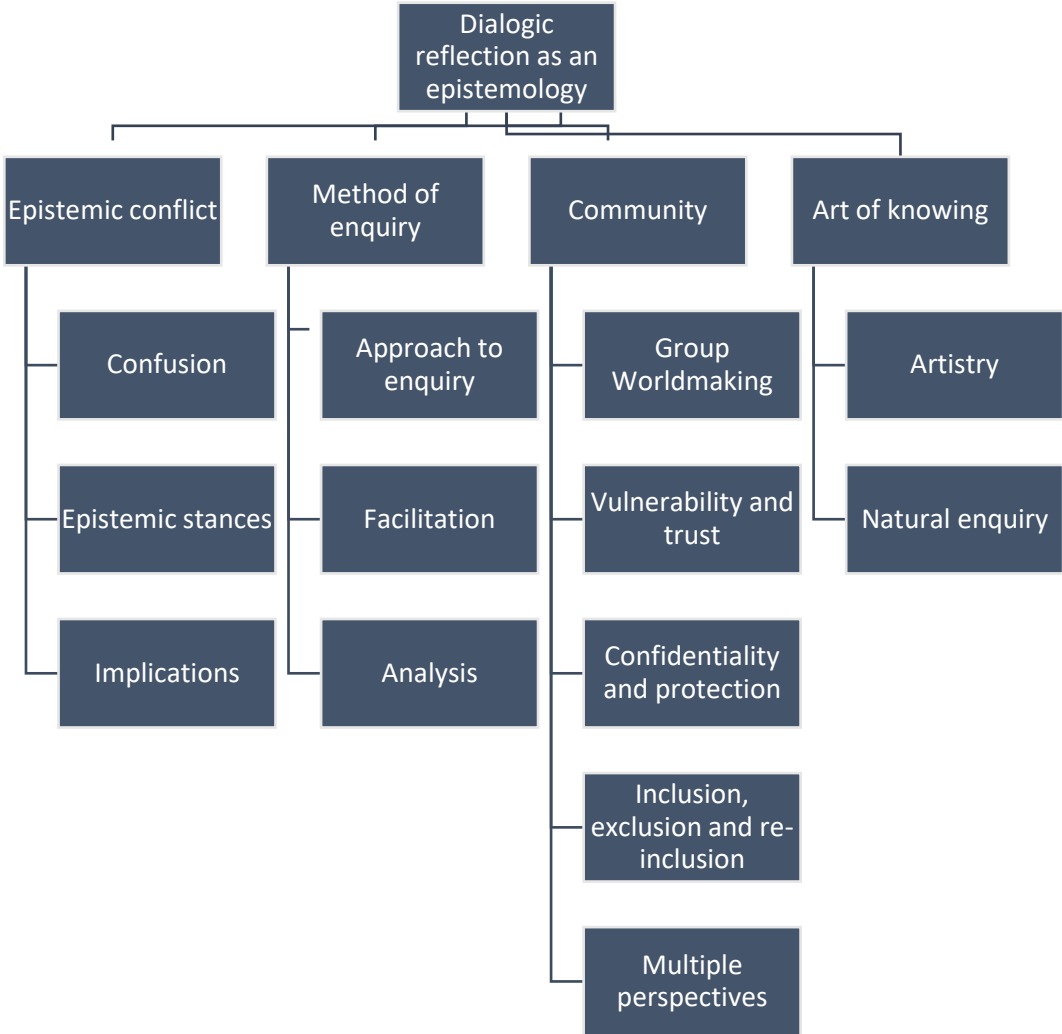 Dialogic
reflection as an
epistemology
Epistemic conflict
Method of
enquiry
Community
Art of knowing
Confusion
Approach to
enquiry
Group
Worldmaking
Artistry
Epistemic stances
Facilitation
Vulnerability and
trust
Natural enquiry
Implications
Analysis
Confidentiality
and protection
Inclusion,
exclusion and re-
inclusion
Multiple
perspectives